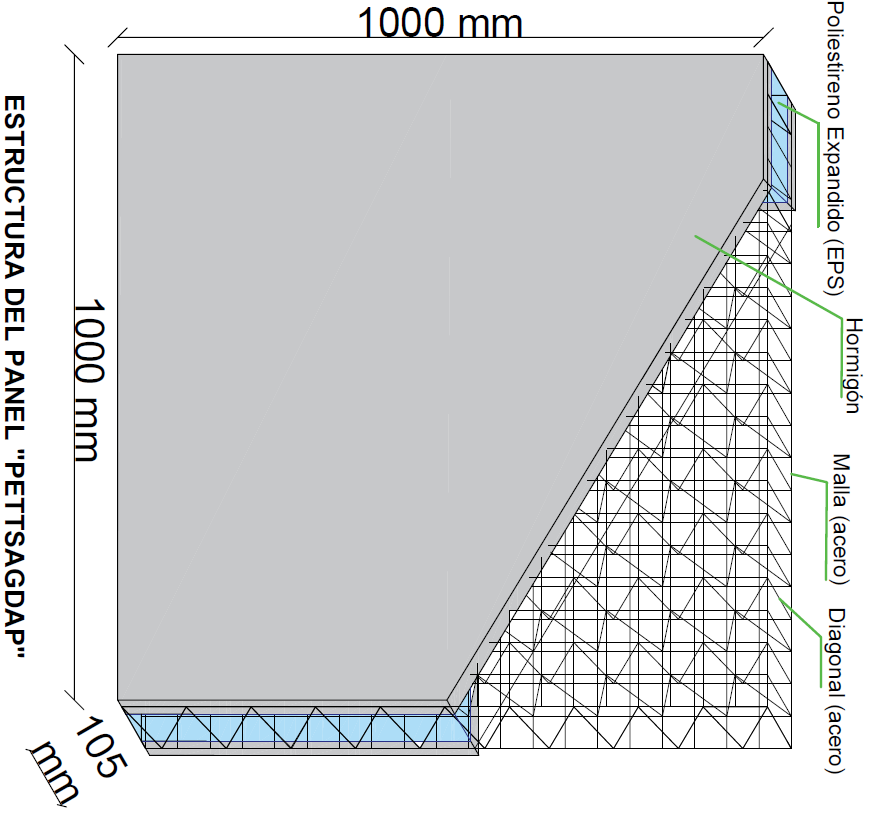 1000 mm
Poliestireno Expandido (EPS)
Hormigón
Malla (acero)
Diagonal (acero)
1000 mm
105
mm
ESTRUCTURA DEL PANEL "PETTSAGDAP"